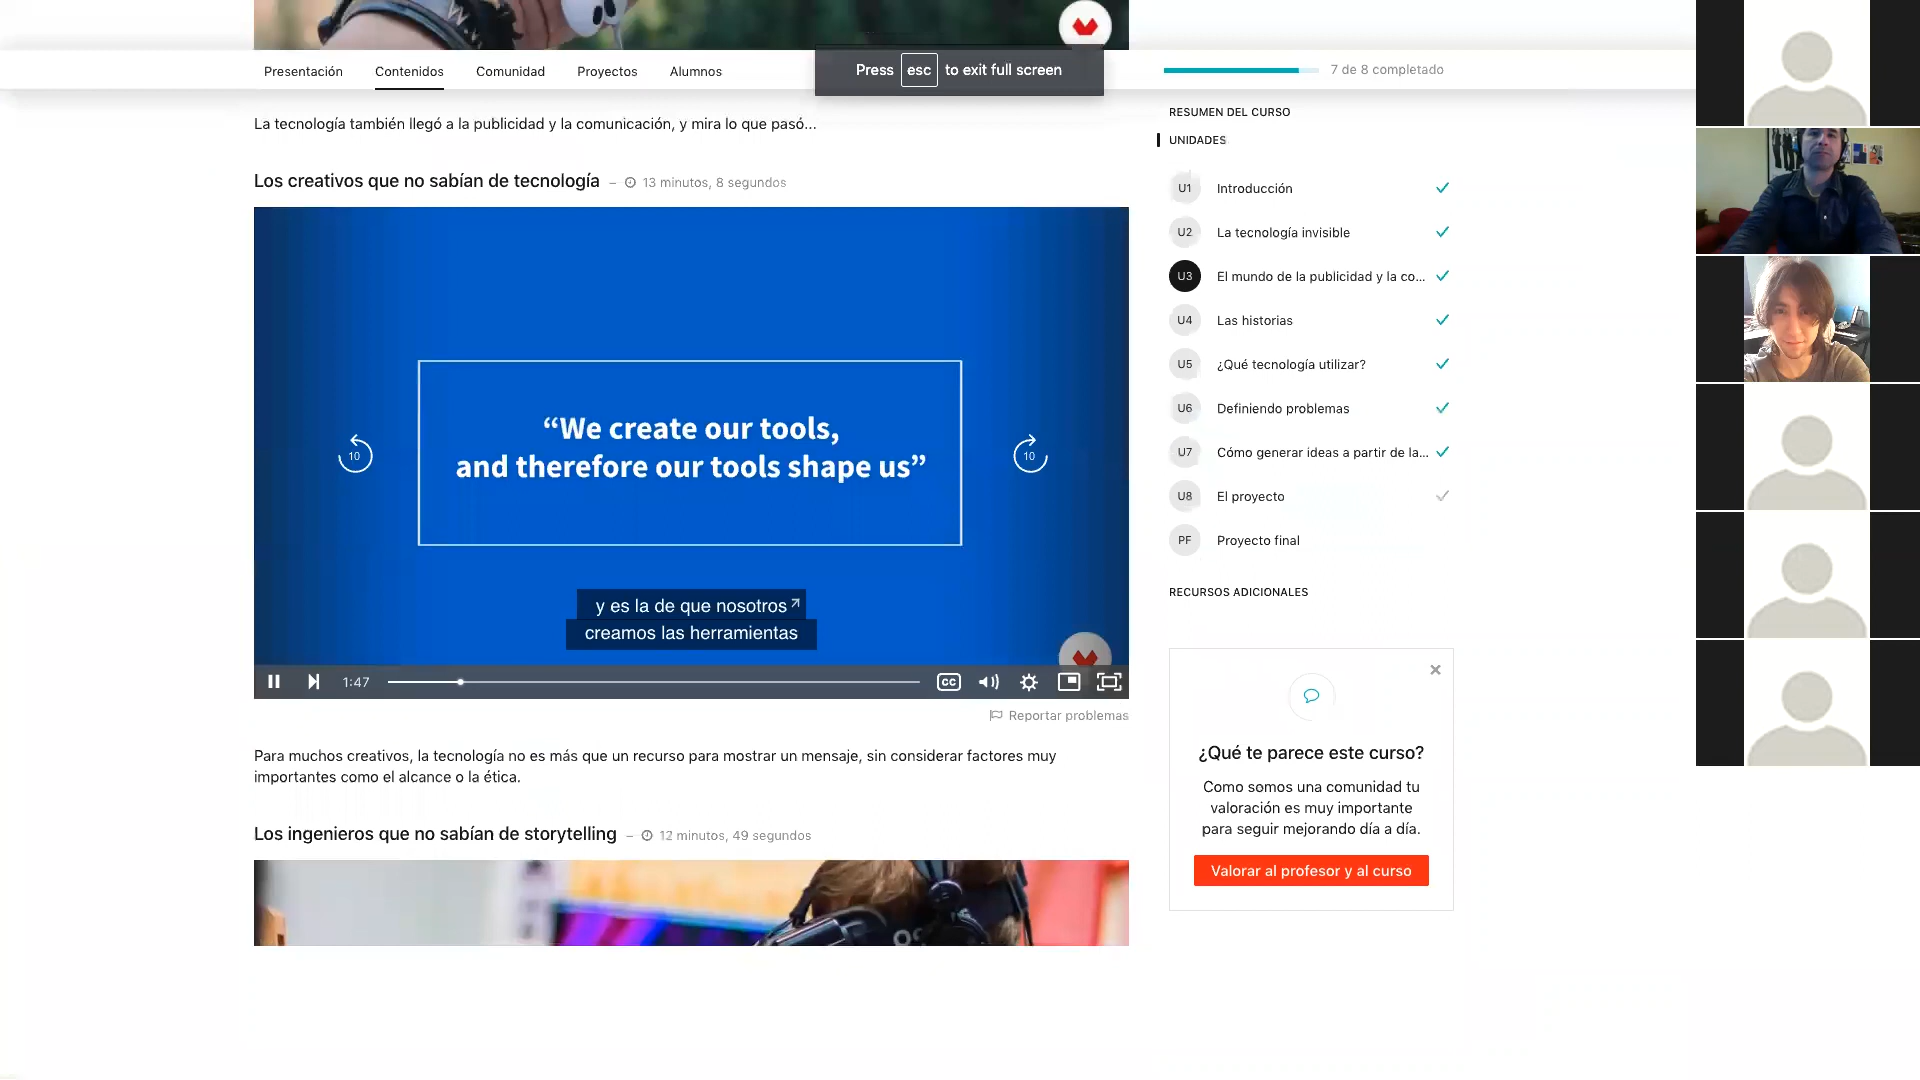 Presentación
Contenidos
Comunidad
Proyectos
Alumnos
Press esc to exit full screen
7 de 8 completado
La tecnología también llegó a la publicidad y la comunicación, y mira lo que pasó...
Los creativos que no sabían de tecnología – 13 minutos, 8 segundos
10
“We create our tools,
and therefore our tools shape us”
10
y es la de que nosotros
creamos las herramientas
1:47
CC
Reportar problemas
Para muchos creativos, la tecnología no es más que un recurso para mostrar un mensaje, sin considerar factores muy
importantes como el alcance o la ética.
Los ingenieros que no sabían de storytelling – 12 minutos, 49 segundos
RESUMEN DEL CURSO
UNIDADES
U1 Introducción
U2 La tecnología invisible
U3 El mundo de la publicidad y la co...
U4 Las historias
U5 ¿Qué tecnología utilizar?
U6 Definiendo problemas
U7 Cómo generar ideas a partir de la...
U8 El proyecto
PF Proyecto final
RECURSOS ADICIONALES
¿Qué te parece este curso?
Como somos una comunidad tu
valoración es muy importante
para seguir mejorando día a día.
Valorar al profesor y al curso